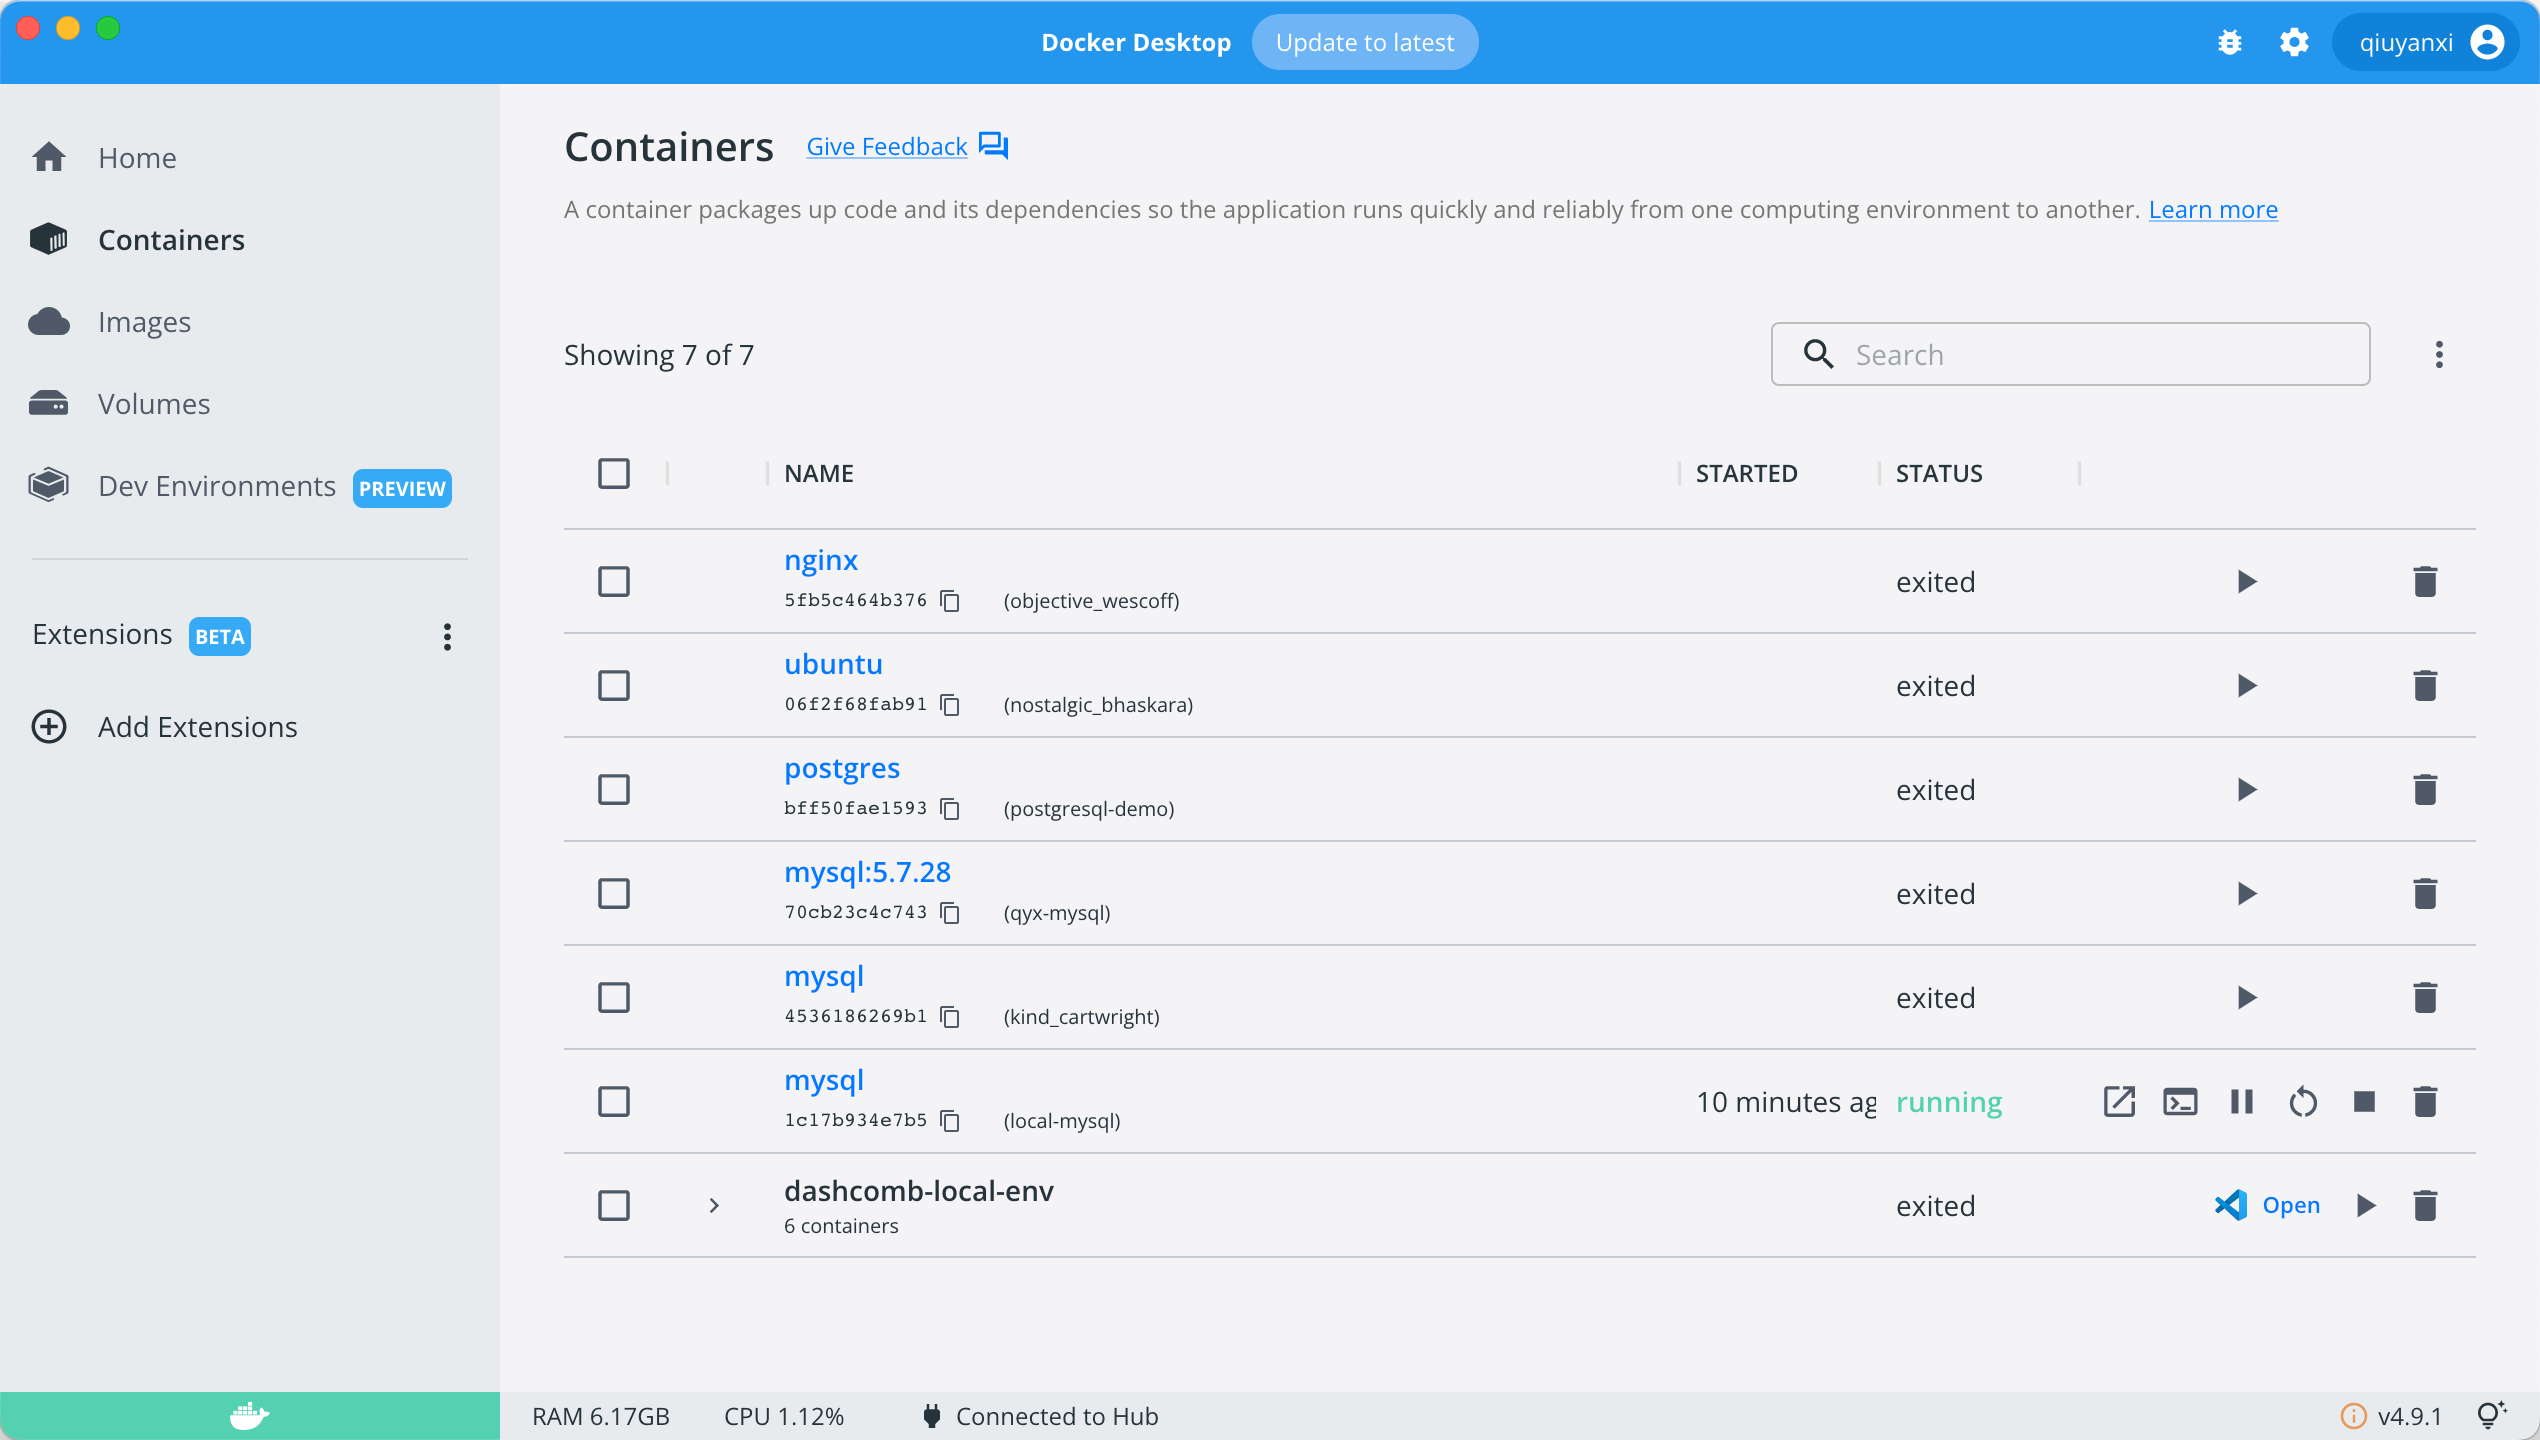 Docker Desktop
Update to latest
qiuyanxi
Home
Containers
Images
Volumes
Dev Environments PREVIEW
Extensions BETA
Add Extensions
Containers
Give Feedback
A container packages up code and its dependencies so the application runs quickly and reliably from one computing environment to another. Learn more
Showing 7 of 7
Search
NAME STARTED STATUS
nginx
5fb5c464b376 (objective_wescoff)
exited
ubuntu
06f2f68fab91 (nostalgic_bhaskara)
exited
postgres
bff50fae1593 (postgresql-demo)
exited
mysql:5.7.28
70cb23c4c743 (qyx-mysql)
exited
mysql
4536186269b1 (kind_cartwright)
exited
mysql
1c17b934e7b5 (local-mysql)
10 minutes ag running
dashcomb-local-env
6 containers
exited
Open
RAM 6.17GB CPU 1.12% Connected to Hub
v4.9.1